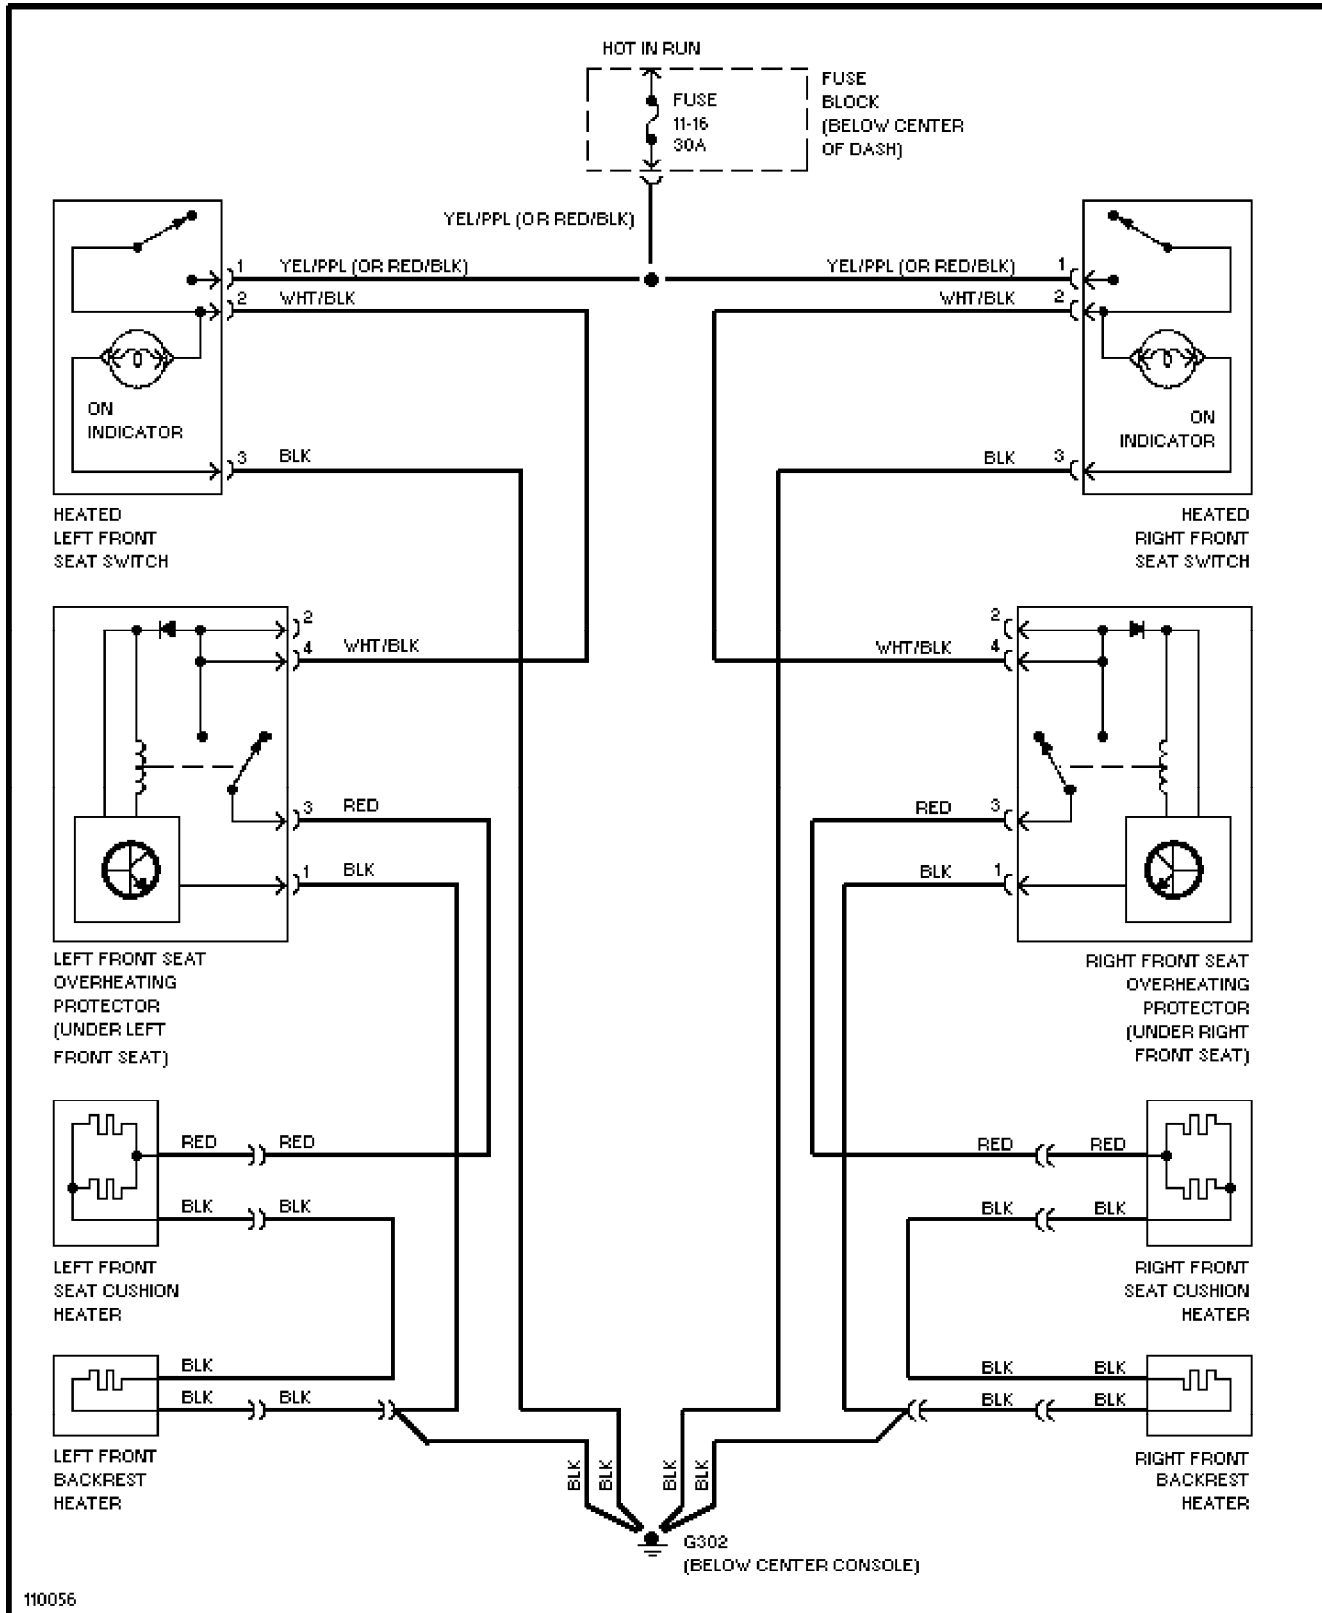 HOT IN RUN
FUSE
11-16
30A
FUSE
BLOCK
(BELOW CENTER
OF DASH)
YEL/PPL (OR RED/BLK)
1 YEL/PPL (OR RED/BLK)
YEL/PPL (OR RED/BLK) 1
2 WHT/BLK
WHT/BLK 2
ON
INDICATOR
ON
INDICATOR
3 BLK
BLK 3
HEATED
LEFT FRONT
SEAT SWITCH
HEATED
RIGHT FRONT
SEAT SWITCH
2
2
4 WHT/BLK
WHT/BLK 4
3 RED
RED 3
1 BLK
BLK 1
LEFT FRONT SEAT
OVERHEATING
PROTECTOR
(UNDER LEFT
FRONT SEAT)
RIGHT FRONT SEAT
OVERHEATING
PROTECTOR
(UNDER RIGHT
FRONT SEAT)
RED RED
RED RED
BLK BLK
BLK BLK
LEFT FRONT
SEAT CUSHION
HEATER
RIGHT FRONT
SEAT CUSHION
HEATER
BLK
BLK BLK
BLK BLK
BLK BLK
LEFT FRONT
BACKREST
HEATER
RIGHT FRONT
BACKREST
HEATER
BLK
BLK
BLK
BLK
G302
(BELOW CENTER CONSOLE)
110056